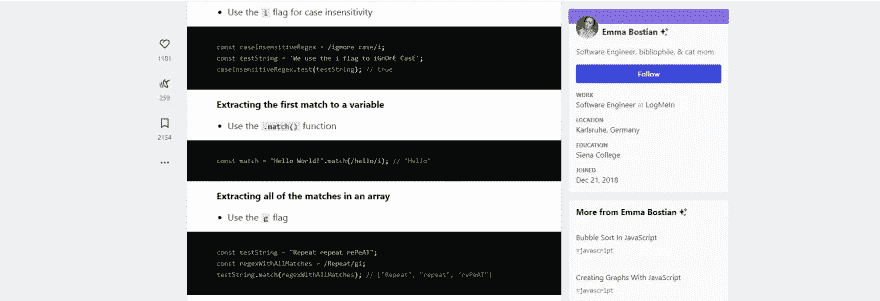 Use the i flag for case insensitivity
const caseInsensitiveRegex = /ignore case/i;
const testString = 'We use the i flag to iGnOrE CasE';
caseInsensitiveRegex.test(testString); // true
Extracting the first match to a variable
Use the .match() function
const match = "Hello World!".match(/hello/i); // "Hello"
Extracting all of the matches in an array
Use the g flag
const testString = "Repeat repeat rePeAT";
const regexWithAllMatches = /Repeat/gi;
testString.match(regexWithAllMatches); // ["Repeat", "repeat", "rePeAT"]
259
2154
Emma Bostian
Software Engineer, bibliophile, & cat mom
Follow
WORK
Software Engineer at LogMeIn
LOCATION
Karlsruhe, Germany
EDUCATION
Siena College
JOINED
Dec 21, 2018
More from Emma Bostian
Bubble Sort In JavaScript
#javascript
Creating Graphs With JavaScript
#javascript